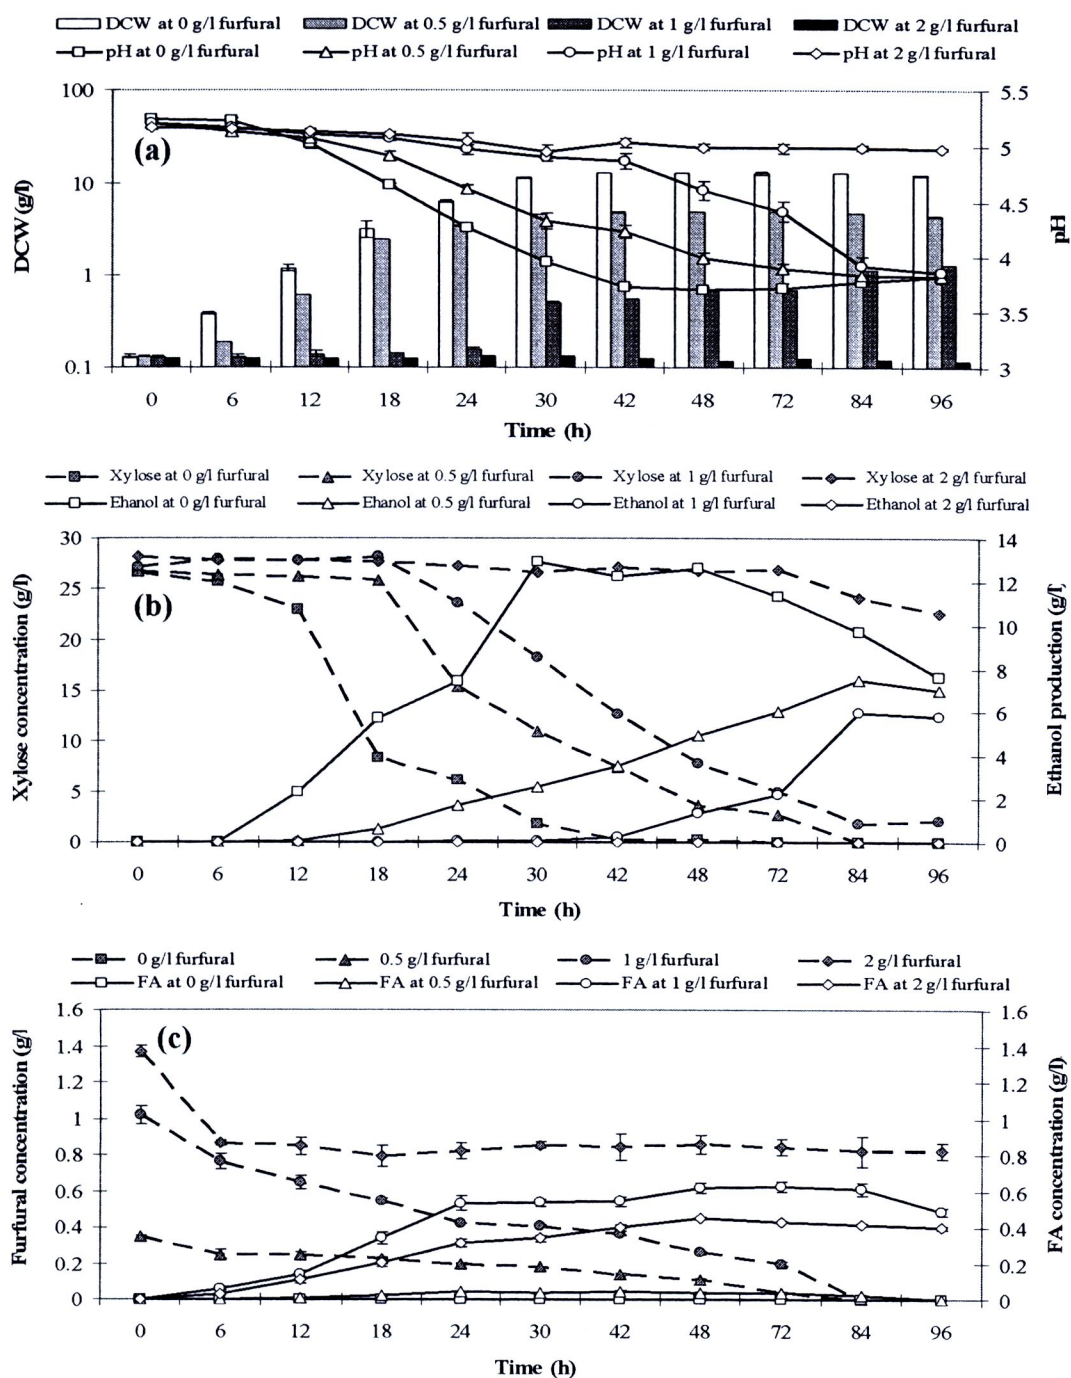 DCW at 0 g/l furfural DCW at 0.5 g/l furfural DCW at 1 g/l furfural DCW at 2 g/l furfural
pH at 0 g/l furfural pH at 0.5 g/l furfural pH at 1 g/l furfural pH at 2 g/l furfural
100 5.5
(a) 5
10 4.5
DCW (g/l) pH
4
1
3.5
0.1 3
0 6 12 18 24 30 42 48 72 84 96
Time (h)
Xylose at 0 g/l furfural Xylose at 0.5 g/l furfural Xylose at 1 g/l furfural Xylose at 2 g/l furfural
Ehanol at 0 g/l furfural Ehanol at 0.5 g/l furfural Ethanol at 1 g/l furfural Ethanol at 2 g/l furfural
30 14
25 12
(b)
20 10
8
15
6
10
4
5 2
0 0
Xylose concentration (g/l)
Ethanol production (g/l)
0 6 12 18 24 30 42 48 72 84 96
Time (h)
0 g/l furfural 0.5 g/l furfural 1 g/l furfural 2 g/l furfural
FA at 0 g/l furfural FA at 0.5 g/l furfural FA at 1 g/l furfural FA at 2 g/l furfural
1.6 1.6
(c)
1.4 1.4
1.2 1.2
1 1
0.8 0.8
0.6 0.6
0.4 0.4
0.2 0.2
0 0
Furfural concentration (g/l
FA concentration (g/l)
0 6 12 18 24 30 42 48 72 84 96
Time (h)